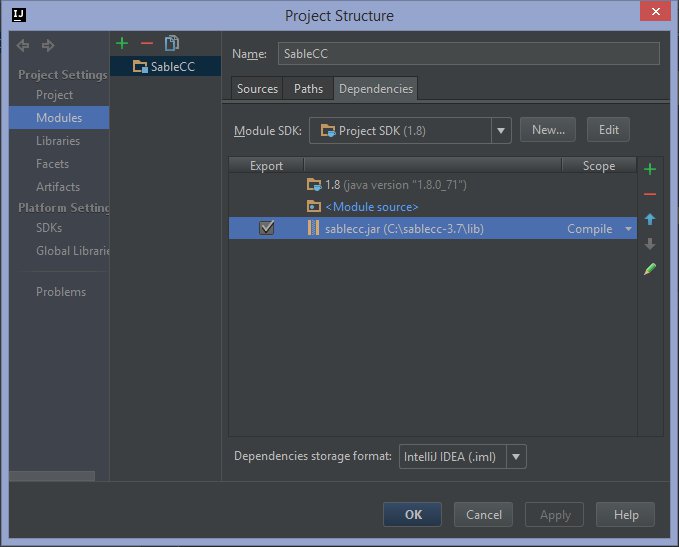 IJ
Project Structure
Project Settings
Project
Modules
Libraries
Facets
Artifacts
Platform Setting
SDKs
Global Librarie
Problems
SableCC
Name: SableCC
Sources Paths Dependencies
Module SDK: Project SDK (1.8) New... Edit
Export Scope
1.8 (java version "1.8.0_71")
<Module source>
sablecc.jar (C:\sablecc-3.7\lib) Compile
Dependencies storage format: IntelliJ IDEA (.iml)
OK Cancel Apply Help